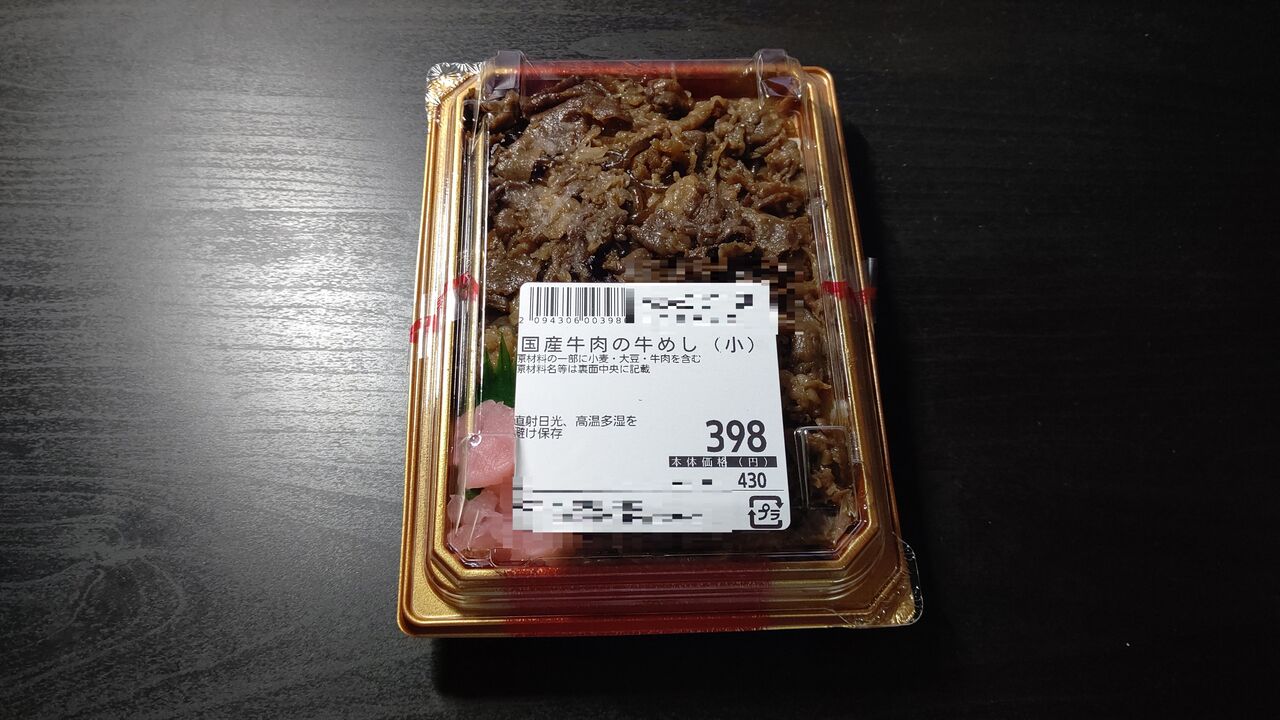 2 094306 00398
国産牛肉の牛めし（小）
原材料の一部に小麦・大豆・牛肉を含む
原材料名等は裏面中央に記載
直射日光、高温多湿を
避け保存
398
本体価格（円）
430
プラ